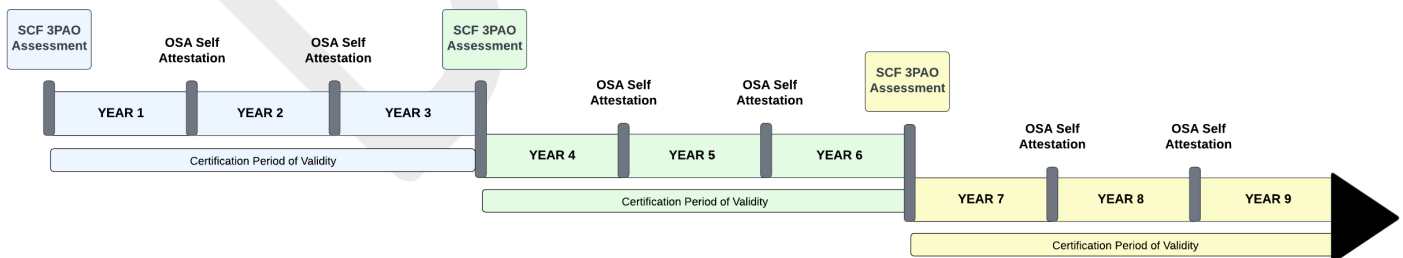 SCF 3PAO
Assessment
OSA Self
Attestation
OSA Self
Attestation
SCF 3PAO
Assessment
YEAR 1
YEAR 2
YEAR 3
Certification Period of Validity
OSA Self
Attestation
OSA Self
Attestation
SCF 3PAO
Assessment
YEAR 4
YEAR 5
YEAR 6
Certification Period of Validity
OSA Self
Attestation
OSA Self
Attestation
YEAR 7
YEAR 8
YEAR 9
Certification Period of Validity